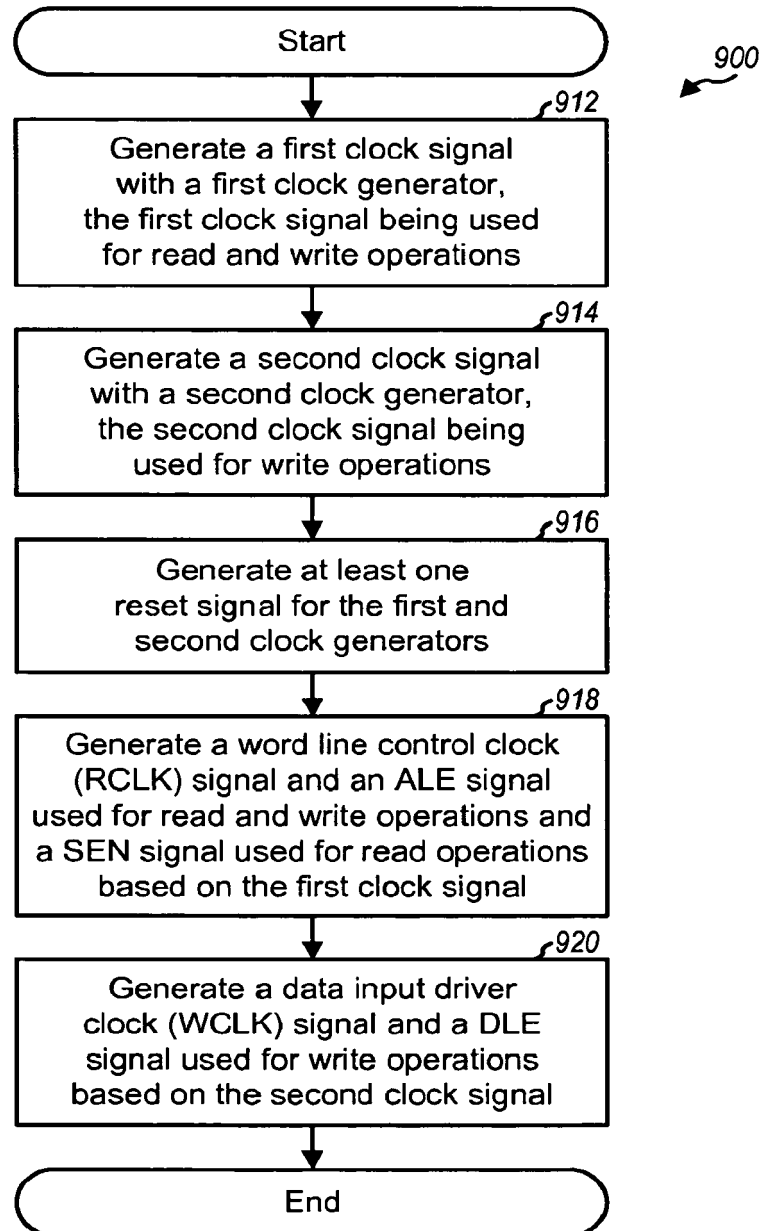 Start
900
912
Generate a first clock signal
with a first clock generator,
the first clock signal being used
for read and write operations
914
Generate a second clock signal
with a second clock generator,
the second clock signal being
used for write operations
916
Generate at least one
reset signal for the first and
second clock generators
918
Generate a word line control clock
(RCLK) signal and an ALE signal
used for read and write operations and
a SEN signal used for read operations
based on the first clock signal
920
Generate a data input driver
clock (WCLK) signal and a DLE
signal used for write operations
based on the second clock signal
End